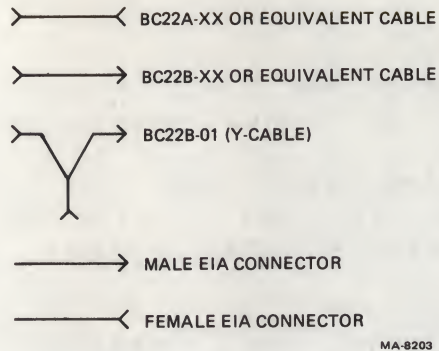 BC22A-XX OR EQUIVALENT CABLE
BC22B-XX OR EQUIVALENT CABLE
BC22B-01 (Y-CABLE)
MALE EIA CONNECTOR
FEMALE EIA CONNECTOR
MA-8203